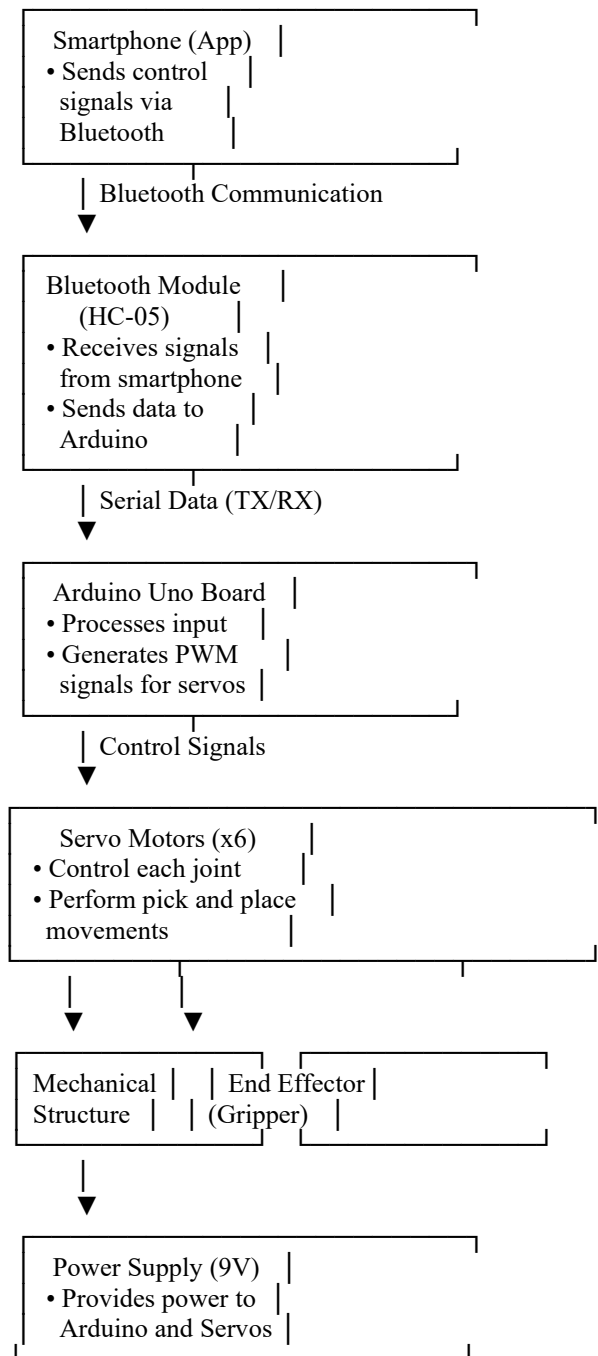 Smartphone (App)
• Sends control
signals via
Bluetooth
Bluetooth Communication
Bluetooth Module
(HC-05)
• Receives signals
from smartphone
• Sends data to
Arduino
Serial Data (TX/RX)
Arduino Uno Board
• Processes input
• Generates PWM
signals for servos
Control Signals
Servo Motors (x6)
• Control each joint
• Perform pick and place
movements
Mechanical
Structure
End Effector
(Gripper)
Power Supply (9V)
• Provides power to
Arduino and Servos